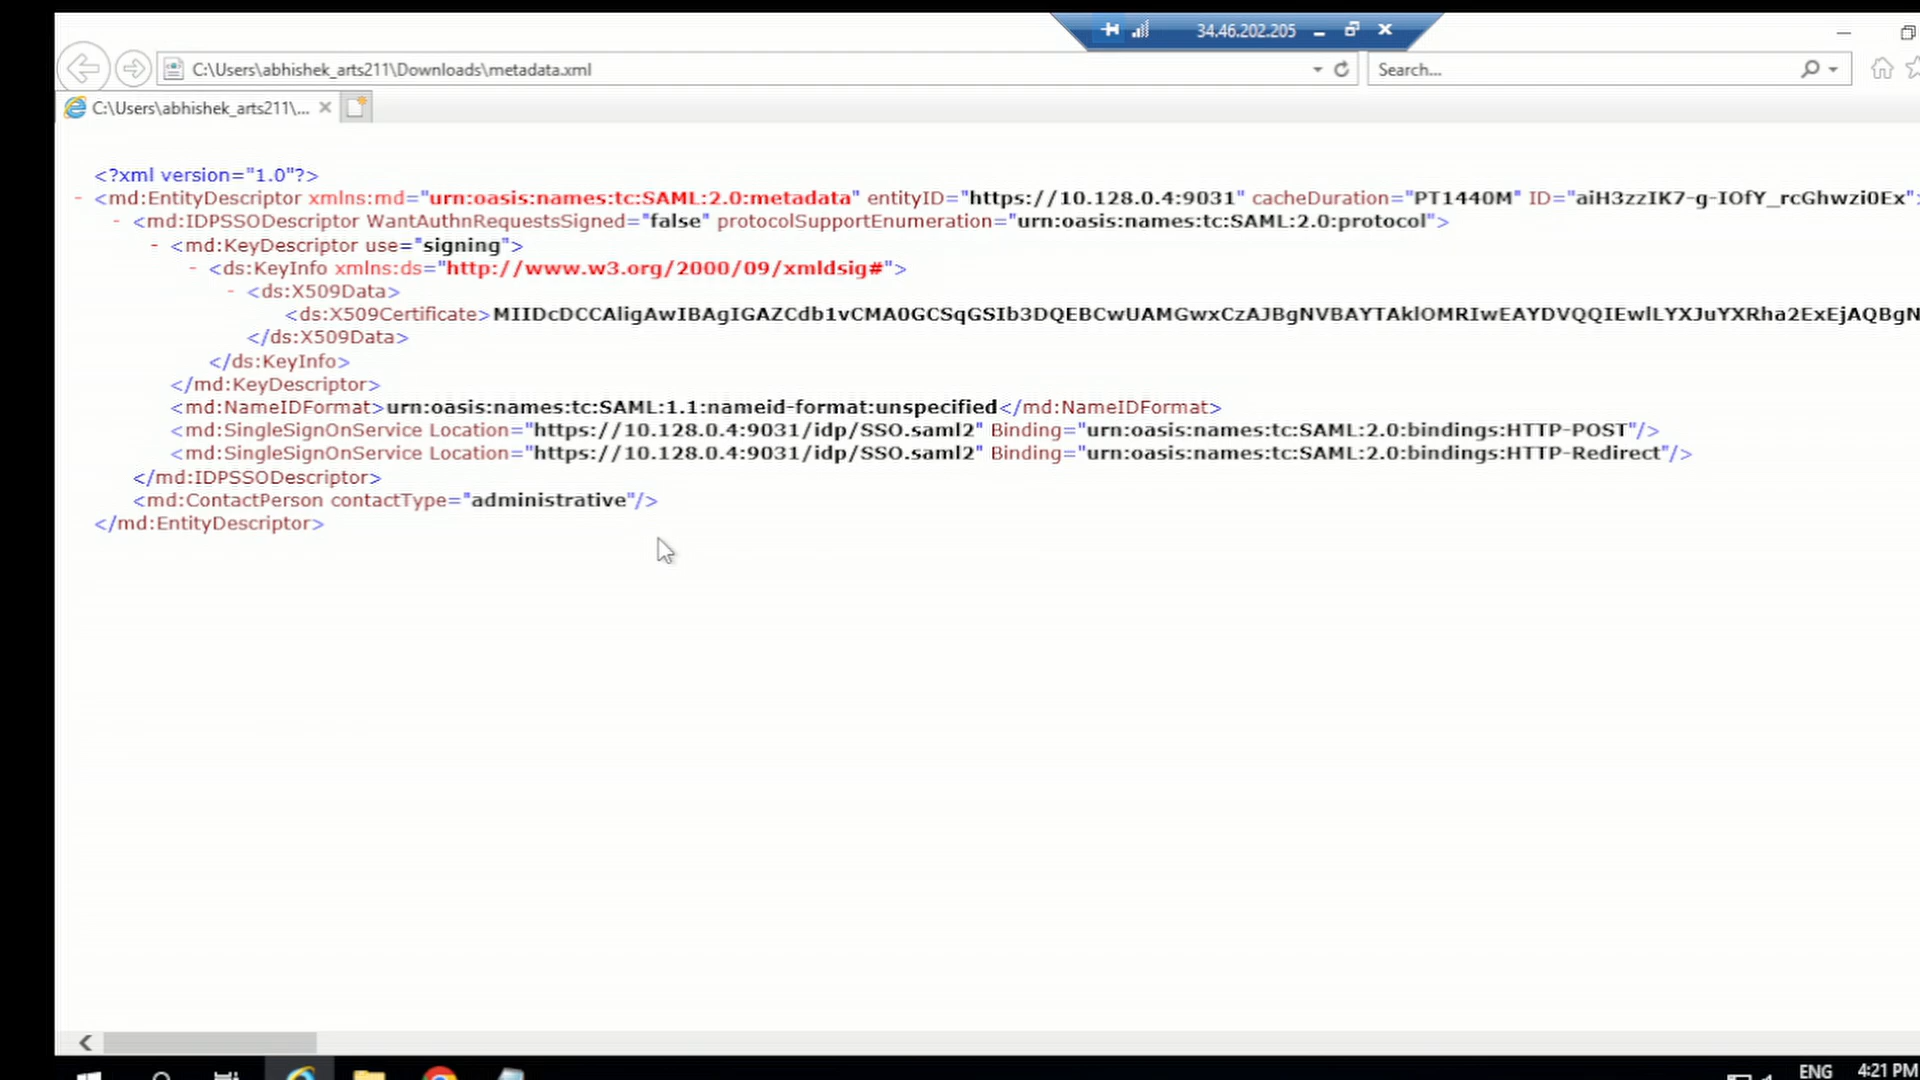 34.46.202.205
C:\Users\abhishek_arts211\Downloads\metadata.xml
Search...
C:\Users\abhishek_arts211\...
<?xml version="1.0"?>
- <md:EntityDescriptor xmlns:md="urn:oasis:names:tc:SAML:2.0:metadata" entityID="https://10.128.0.4:9031" cacheDuration="PT1440M" ID="aiH3zzIK7-g-IOfY_rcGhwzi0Ex">
- <md:IDPSSODescriptor WantAuthnRequestsSigned="false" protocolSupportEnumeration="urn:oasis:names:tc:SAML:2.0:protocol">
- <md:KeyDescriptor use="signing">
- <ds:KeyInfo xmlns:ds="http://www.w3.org/2000/09/xmldsig#">
- <ds:X509Data>
<ds:X509Certificate>MIIDcDCCAligAwIBAgIGAZCdb1vCMA0GCSqGSIb3DQEBCwUAMGwxCzAJBgNVBAYTAklOMRIwEAYDVQQIEwlLYXJuYXRha2ExEjAQBgN
</ds:X509Data>
</ds:KeyInfo>
</md:KeyDescriptor>
<md:NameIDFormat>urn:oasis:names:tc:SAML:1.1:nameid-format:unspecified</md:NameIDFormat>
<md:SingleSignOnService Location="https://10.128.0.4:9031/idp/SSO.saml2" Binding="urn:oasis:names:tc:SAML:2.0:bindings:HTTP-POST"/>
<md:SingleSignOnService Location="https://10.128.0.4:9031/idp/SSO.saml2" Binding="urn:oasis:names:tc:SAML:2.0:bindings:HTTP-Redirect"/>
</md:IDPSSODescriptor>
<md:ContactPerson contactType="administrative"/>
</md:EntityDescriptor>
ENG
4:21 PM